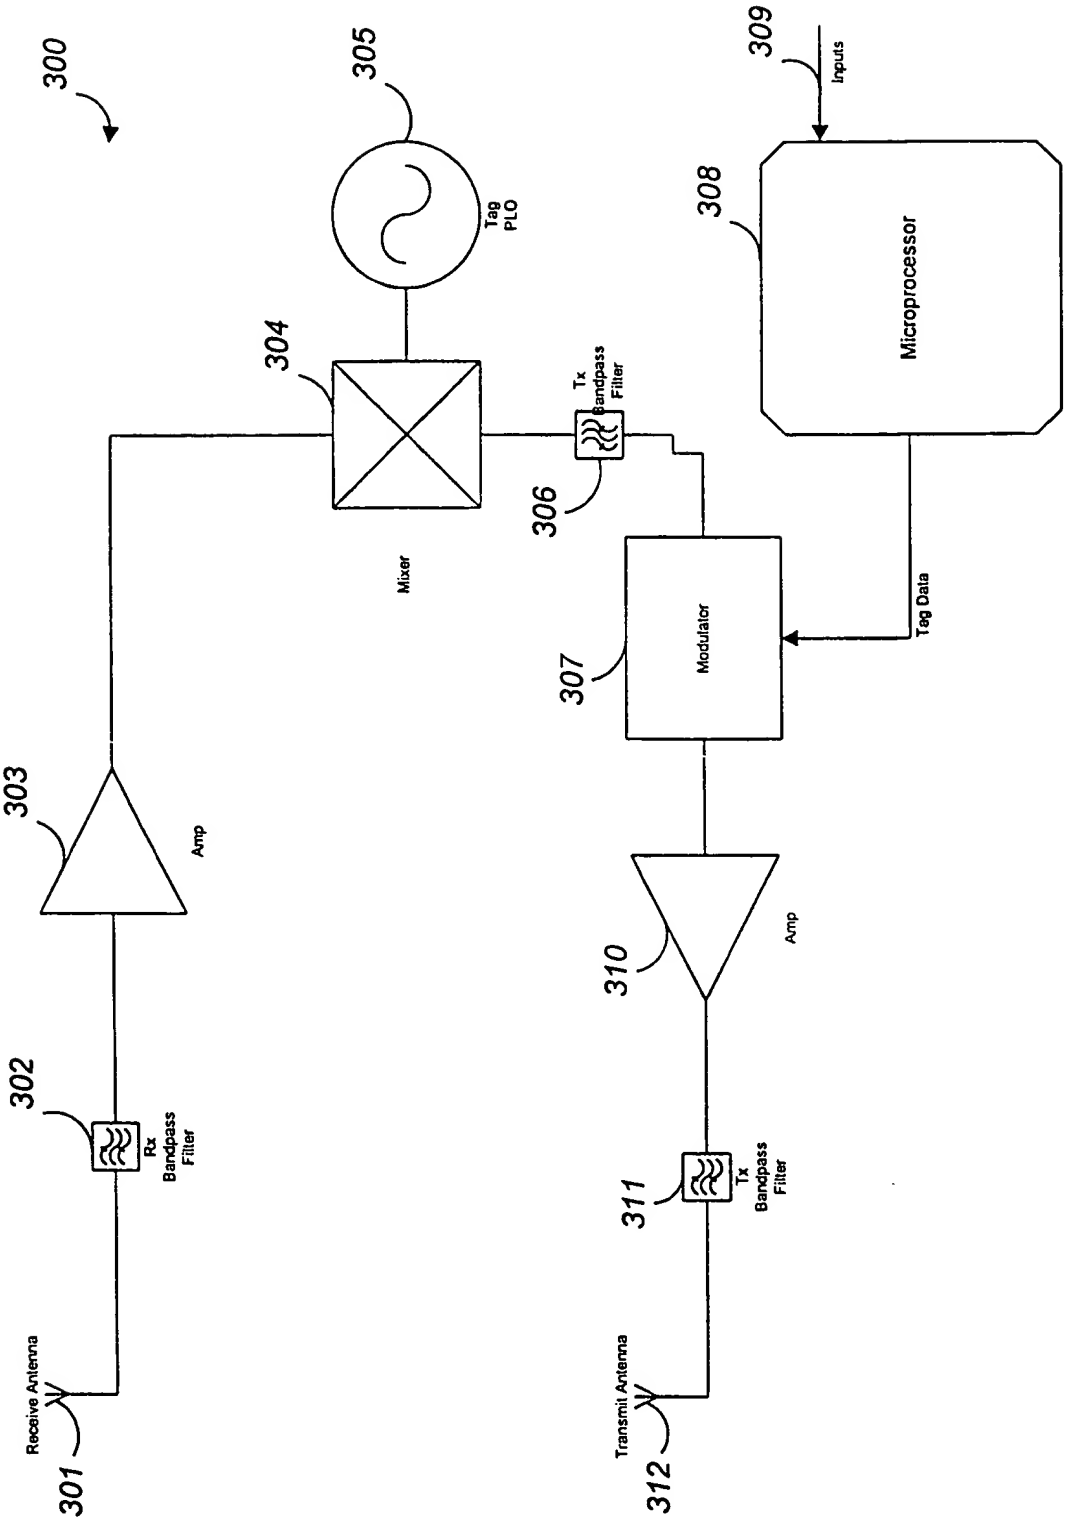 300
301
Receive Antenna
302
Rx
Bandpass
Filter
303
Amp
304
Mixer
305
Tag
PLO
306
Tx
Bandpass
Filter
307
Modulator
308
Microprocessor
309
Inputs
Tag Data
310
Amp
311
Tx
Bandpass
Filter
312
Transmit Antenna